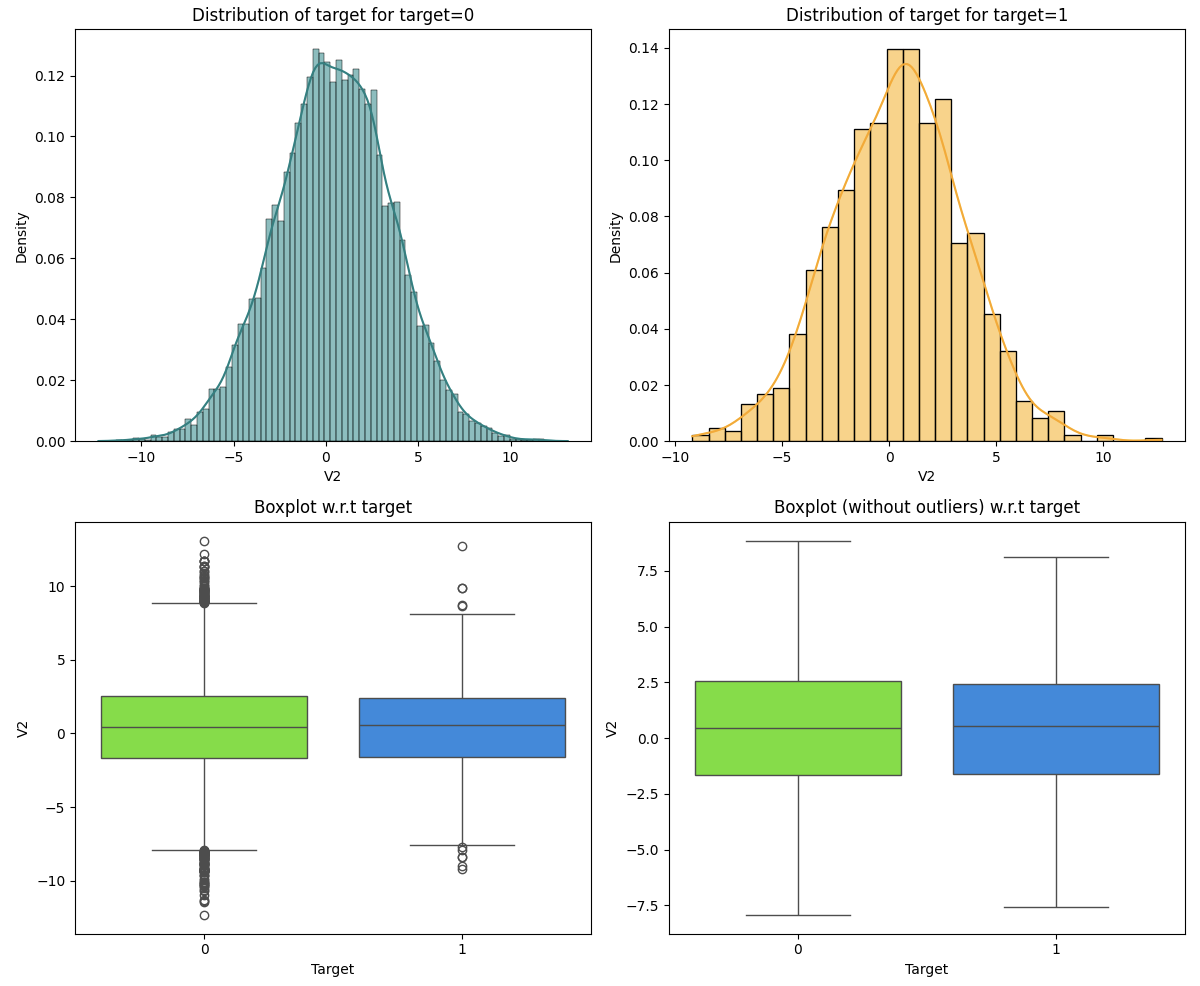 Distribution of target for target=0
Density
0.12
0.10
0.08
0.06
0.04
0.02
0.00
−10 −5 0 5 10
V2
Distribution of target for target=1
Density
0.14
0.12
0.10
0.08
0.06
0.04
0.02
0.00
−10 −5 0 5 10
V2
Boxplot w.r.t target
V2
10
5
0
−5
−10
0 1
Target
Boxplot (without outliers) w.r.t target
V2
7.5
5.0
2.5
0.0
−2.5
−5.0
−7.5
0 1
Target